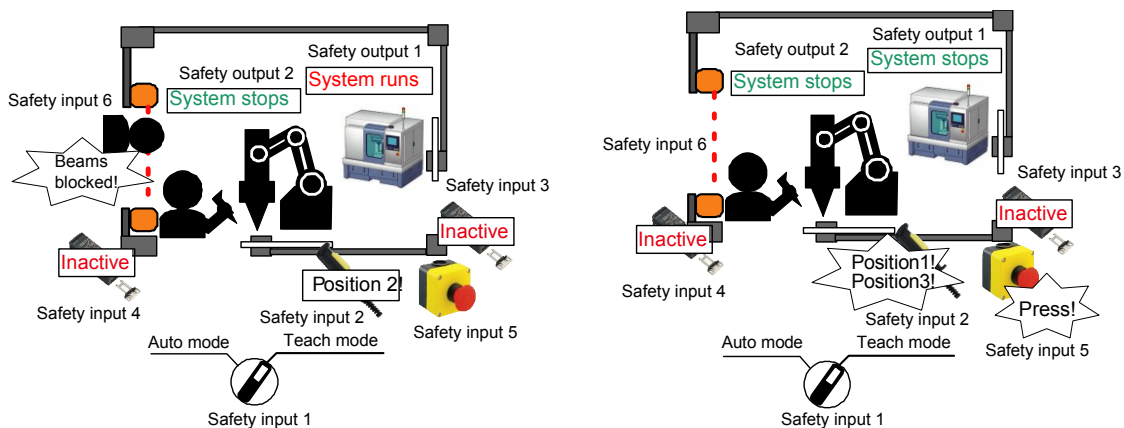 Safety output 1
System runs
Safety output 2
System stops
Safety input 6
Beams
blocked!
Safety input 3
Inactive
Inactive
Position 2!
Safety input 4
Safety input 2
Safety input 5
Auto mode
Teach mode
Safety input 1
Safety output 1
System stops
Safety output 2
System stops
Safety input 6
Safety input 3
Inactive
Inactive
Position1!
Position3!
Press!
Safety input 4
Safety input 2
Safety input 5
Auto mode
Teach mode
Safety input 1